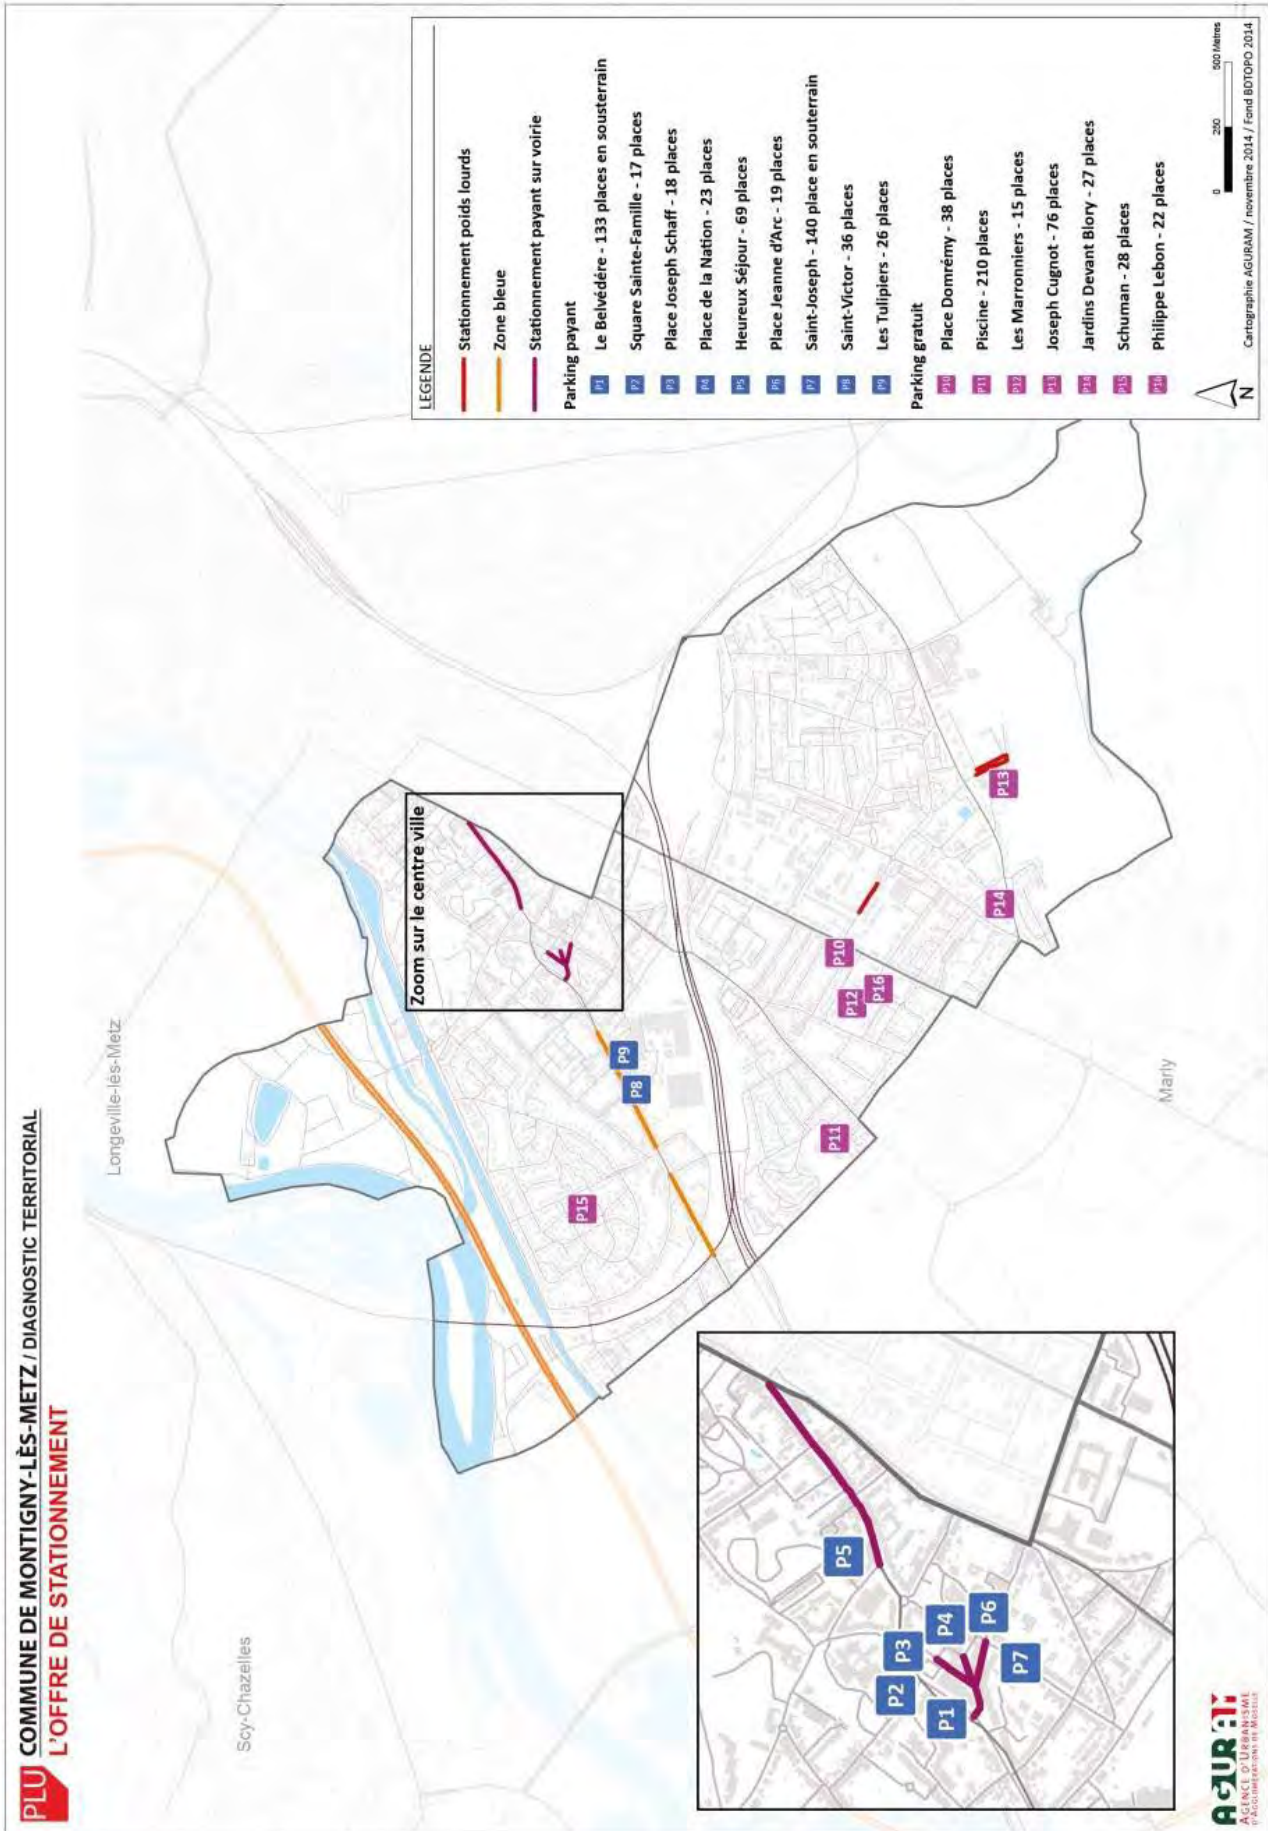 PLU
COMMUNE DE MONTIGNY-LÈS-METZ / DIAGNOSTIC TERRITORIAL
L'OFFRE DE STATIONNEMENT
Longeville-lès-Metz
Scy-Chazelles
Marly
Zoom sur le centre ville
P15
P8
P9
P11
P12
P16
P10
P14
P13
P1
P2
P3
P4
P5
P6
P7
LEGENDE
Stationnement poids lourds
Zone bleue
Stationnement payant sur voirie
Parking payant
P1 Le Belvédére - 133 places en sousterrain
P2 Square Sainte-Famille - 17 places
P3 Place Joseph Schaff - 18 places
P4 Place de la Nation - 23 places
P5 Heureux Séjour - 69 places
P6 Place Jeanne d'Arc - 19 places
P7 Saint-Joseph - 140 place en souterrain
P8 Saint-Victor - 36 places
P9 Les Tulipiers - 26 places
Parking gratuit
P10 Place Domrémy - 38 places
P11 Piscine - 210 places
P12 Les Marronniers - 15 places
P13 Joseph Cugnot - 76 places
P14 Jardins Devant Blory - 27 places
P15 Schuman - 28 places
P16 Philippe Lebon - 22 places
N
0 250 500 Mètres
Cartographie AGURAM / novembre 2014 / Fond BDTOPO 2014
AGURAM
AGENCE D'URBANISME
D'AGGLOMÉRATIONS DE MOSELLE